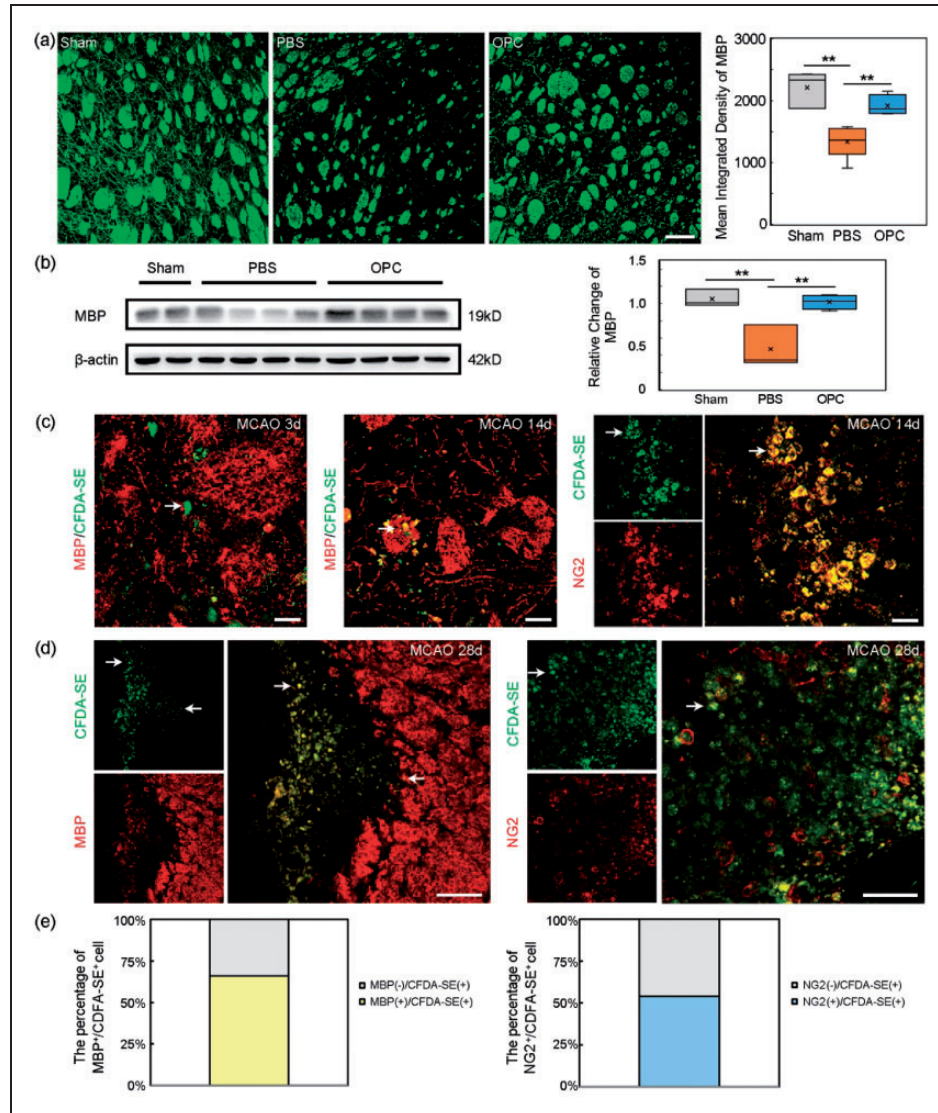 (a)
Sham
PBS
OPC
Mean Integrated Density of MBP
3000
2000
1000
0
**
**
Sham PBS OPC
(b)
Sham PBS OPC
MBP
19kD
β-actin
42kD
Relative Change of
MBP
1.5
1.0
0.5
0
**
**
Sham PBS OPC
(c)
MBP/CFDA-SE
MCAO 3d
MBP/CFDA-SE
MCAO 14d
CFDA-SE
NG2
MCAO 14d
(d)
CFDA-SE
MBP
MCAO 28d
CFDA-SE
NG2
MCAO 28d
(e)
The percentage of
MBP⁺/CDFA-SE⁺ cell
100%
75%
50%
25%
0%
MBP(-)/CFDA-SE(+)
MBP(+)/CFDA-SE(+)
The percentage of
NG2⁺/CDFA-SE⁺ cell
100%
75%
50%
25%
0%
NG2(-)/CFDA-SE(+)
NG2(+)/CFDA-SE(+)